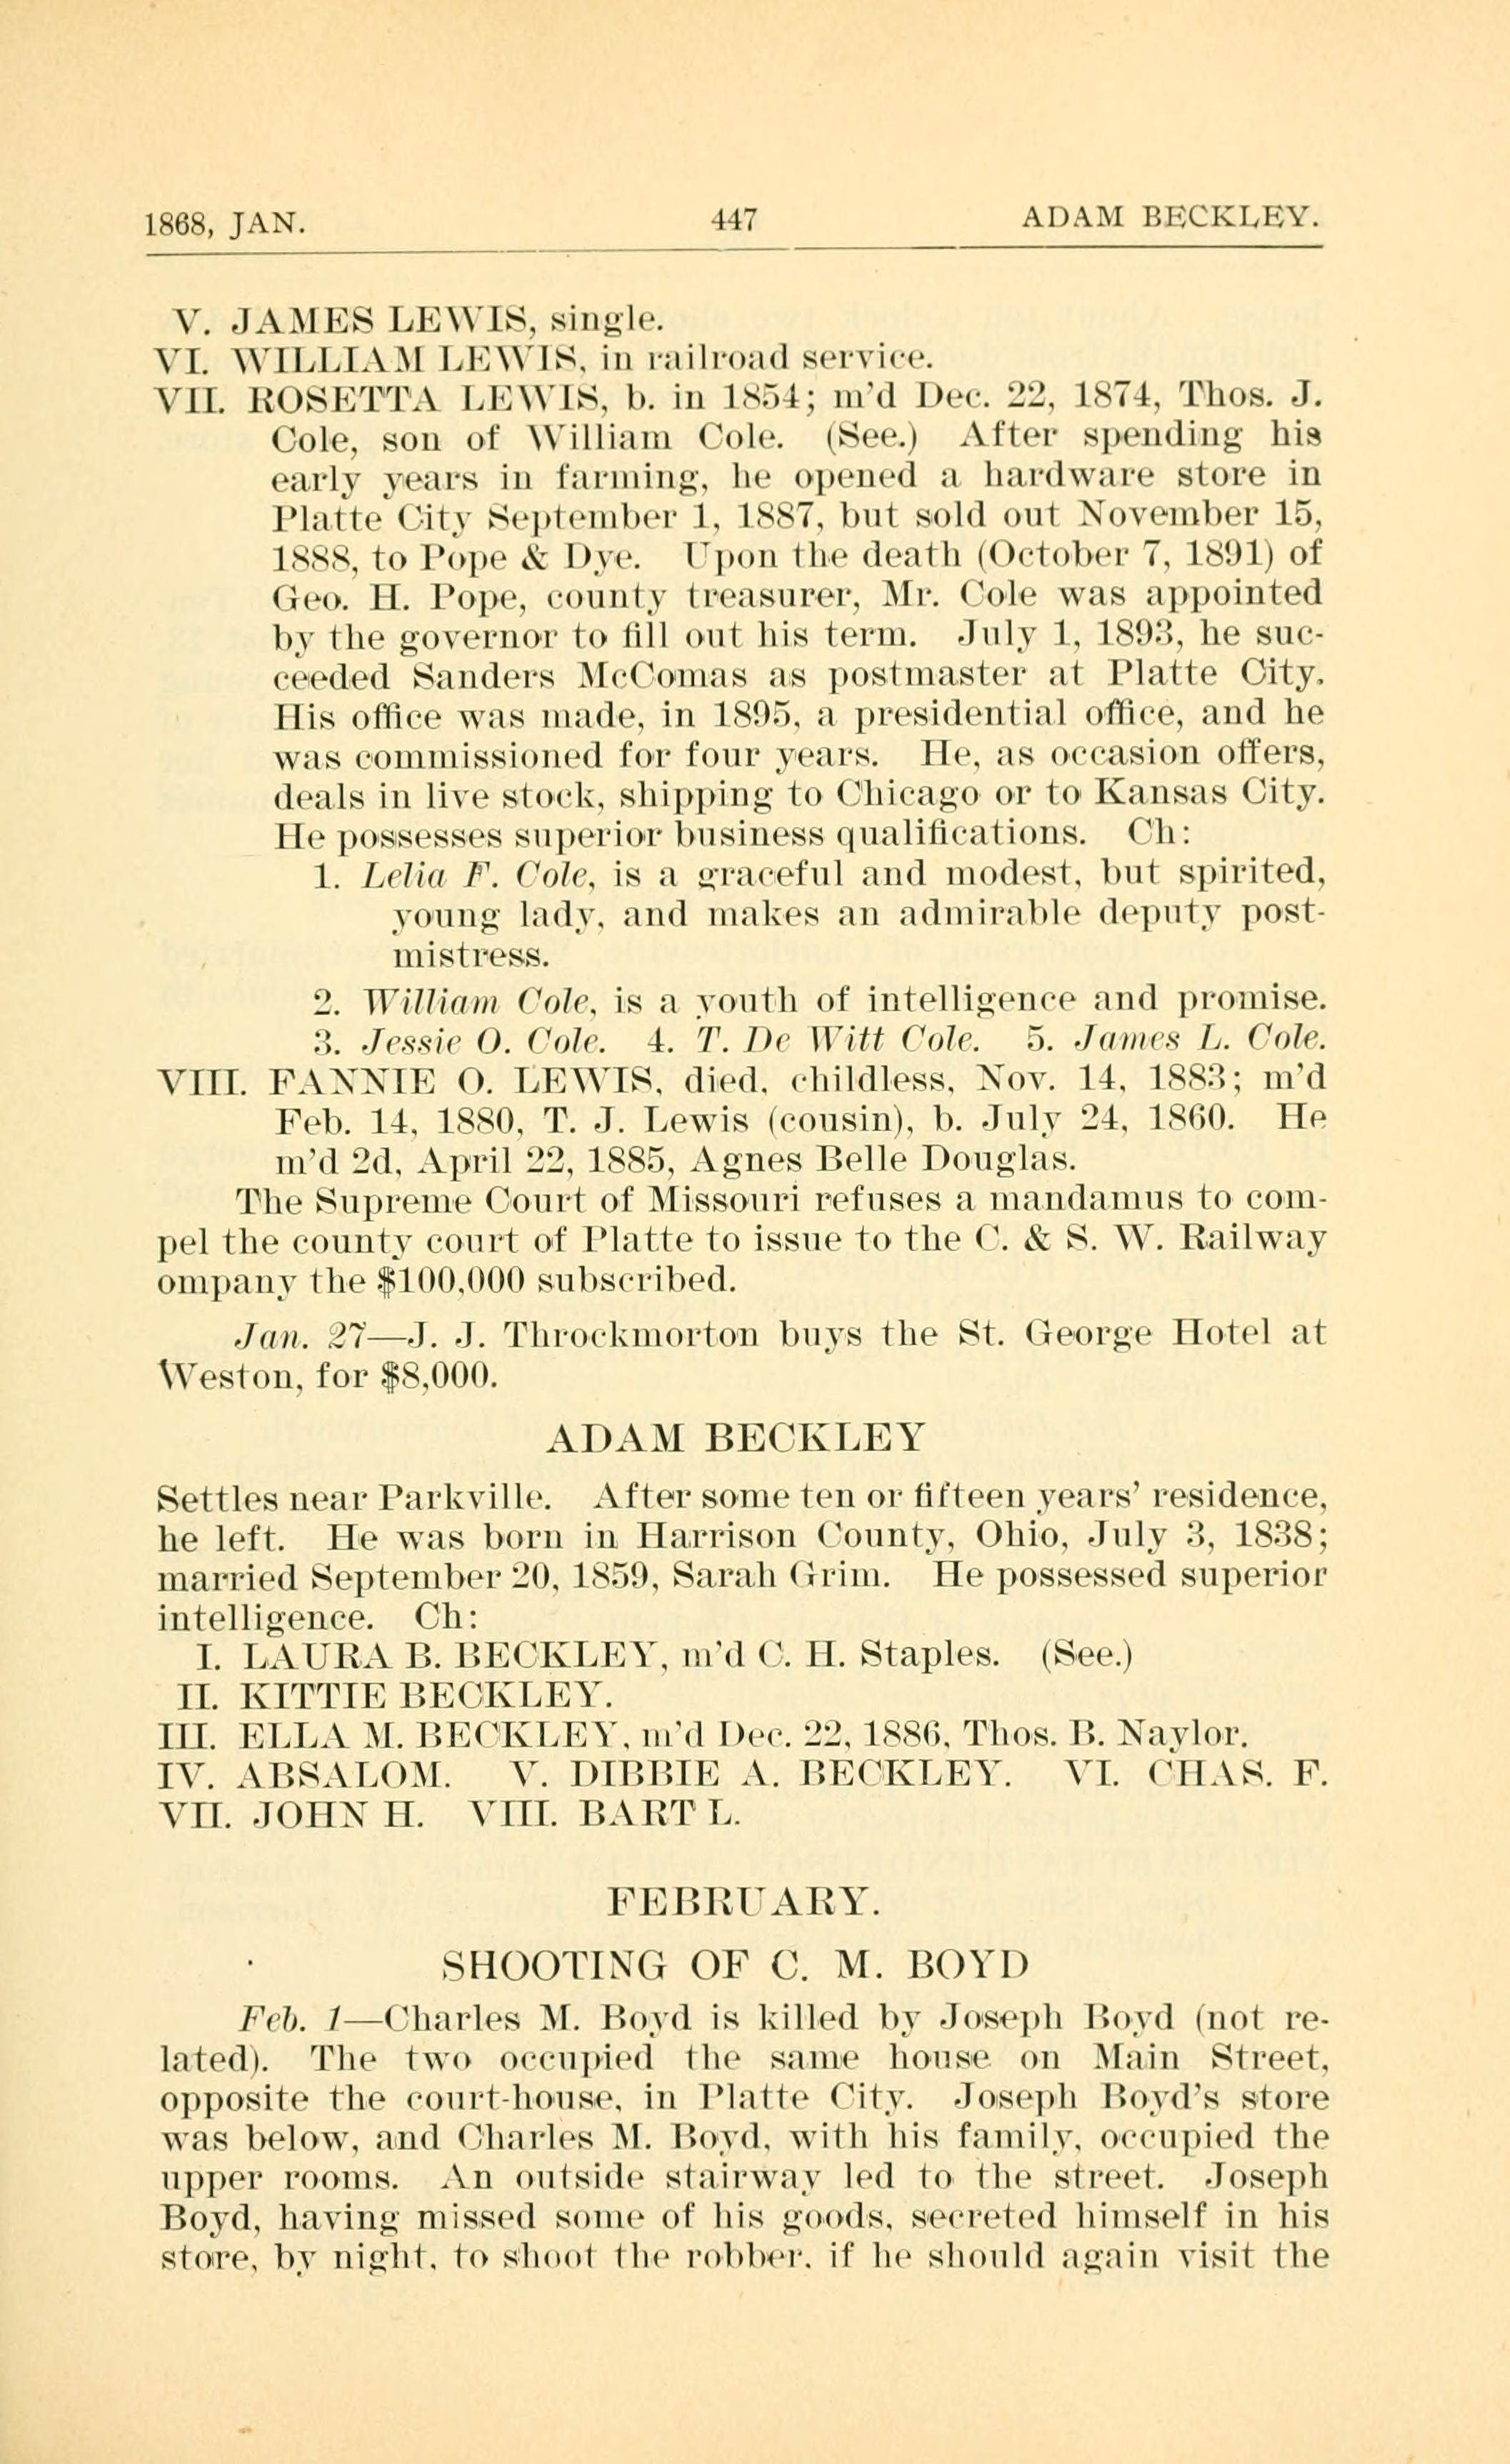 1868, JAN. 447 ADAM BECKLEY.
V. JAMES LEWIS, single.
VI. WILLIAM LEWIS, in railroad service.
VII. ROSETTA LEWIS, b. in 1854; m'd Dec. 22, 1874, Thos. J.
Cole, son of William Cole. (See.) After spending his
early years in farming, he opened a hardware store in
Platte City September 1, 1887, but sold out November 15,
1888, to Pope & Dye. Upon the death (October 7, 1891) of
Geo. H. Pope, county treasurer, Mr. Cole was appointed
by the governor to fill out his term. July 1, 1893, he suc-
ceeded Sanders McComas as postmaster at Platte City.
His office was made, in 1895, a presidential office, and he
was commissioned for four years. He, as occasion offers,
deals in live stock, shipping to Chicago or to Kansas City.
He possesses superior business qualifications. Ch:
1. Lelia F. Cole, is a graceful and modest, but spirited,
young lady, and makes an admirable deputy post-
mistress.
2. William Cole, is a youth of intelligence and promise.
3. Jessie O. Cole. 4. T. De Witt Cole. 5. James L. Cole.
VIII. FANNIE O. LEWIS, died, childless, Nov. 14, 1883; m'd
Feb. 14, 1880, T. J. Lewis (cousin), b. July 24, 1860. He
m'd 2d, April 22, 1885, Agnes Belle Douglas.
The Supreme Court of Missouri refuses a mandamus to com-
pel the county court of Platte to issue to the C. & S. W. Railway
ompany the $100,000 subscribed.
Jan. 27—J. J. Throckmorton buys the St. George Hotel at
Weston, for $8,000.
ADAM BECKLEY
Settles near Parkville. After some ten or fifteen years' residence,
he left. He was born in Harrison County, Ohio, July 3, 1838;
married September 20, 1859, Sarah Grim. He possessed superior
intelligence. Ch:
I. LAURA B. BECKLEY, m'd C. H. Staples. (See.)
II. KITTIE BECKLEY.
III. ELLA M. BECKLEY, m'd Dec. 22, 1886, Thos. B. Naylor.
IV. ABSALOM. V. DIBBIE A. BECKLEY. VI. CHAS. F.
VII. JOHN H. VIII. BART L.
FEBRUARY.
SHOOTING OF C. M. BOYD
Feb. 1—Charles M. Boyd is killed by Joseph Boyd (not re-
lated). The two occupied the same house on Main Street,
opposite the court-house, in Platte City. Joseph Boyd's store
was below, and Charles M. Boyd, with his family, occupied the
upper rooms. An outside stairway led to the street. Joseph
Boyd, having missed some of his goods, secreted himself in his
store, by night, to shoot the robber, if he should again visit the